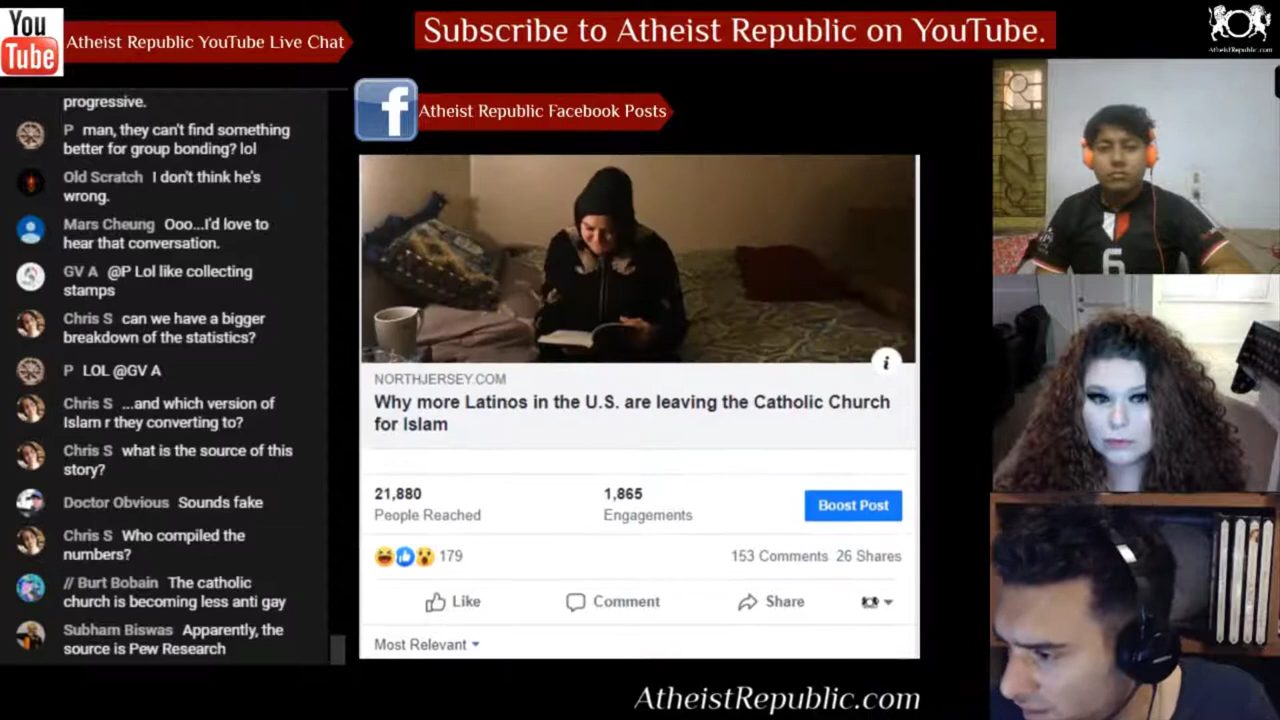 You
Tube
Atheist Republic YouTube Live Chat
Subscribe to Atheist Republic on YouTube.
AtheistRepublic.com
f
Atheist Republic Facebook Posts
progressive.
P man, they can't find something
better for group bonding? lol
Old Scratch I don't think he's
wrong.
Mars Cheung Ooo...I'd love to
hear that conversation.
GV A @P Lol like collecting
stamps
Chris S can we have a bigger
breakdown of the statistics?
P LOL @GV A
Chris S ...and which version of
Islam r they converting to?
Chris S what is the source of this
story?
Doctor Obvious Sounds fake
Chris S Who compiled the
numbers?
// Burt Bobain The catholic
church is becoming less anti gay
Subham Biswas Apparently, the
source is Pew Research
i
NORTHJERSEY.COM
Why more Latinos in the U.S. are leaving the Catholic Church
for Islam
21,880
People Reached
1,865
Engagements
Boost Post
179
153 Comments 26 Shares
Like
Comment
Share
Most Relevant
6
AtheistRepublic.com